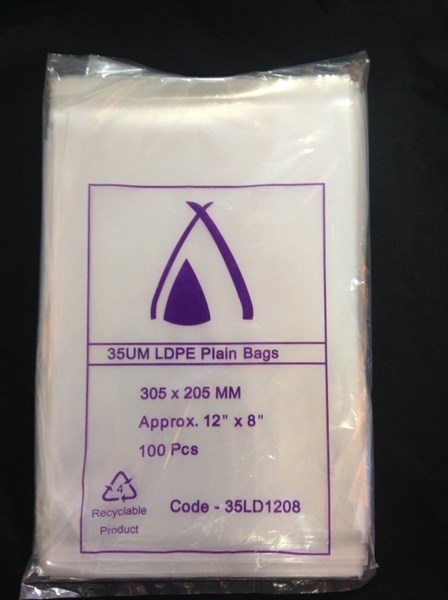 35UM LDPE Plain Bags
305 x 205 MM
Approx. 12" x 8"
100 Pcs
4
Recyclable
Product
Code - 35LD1208